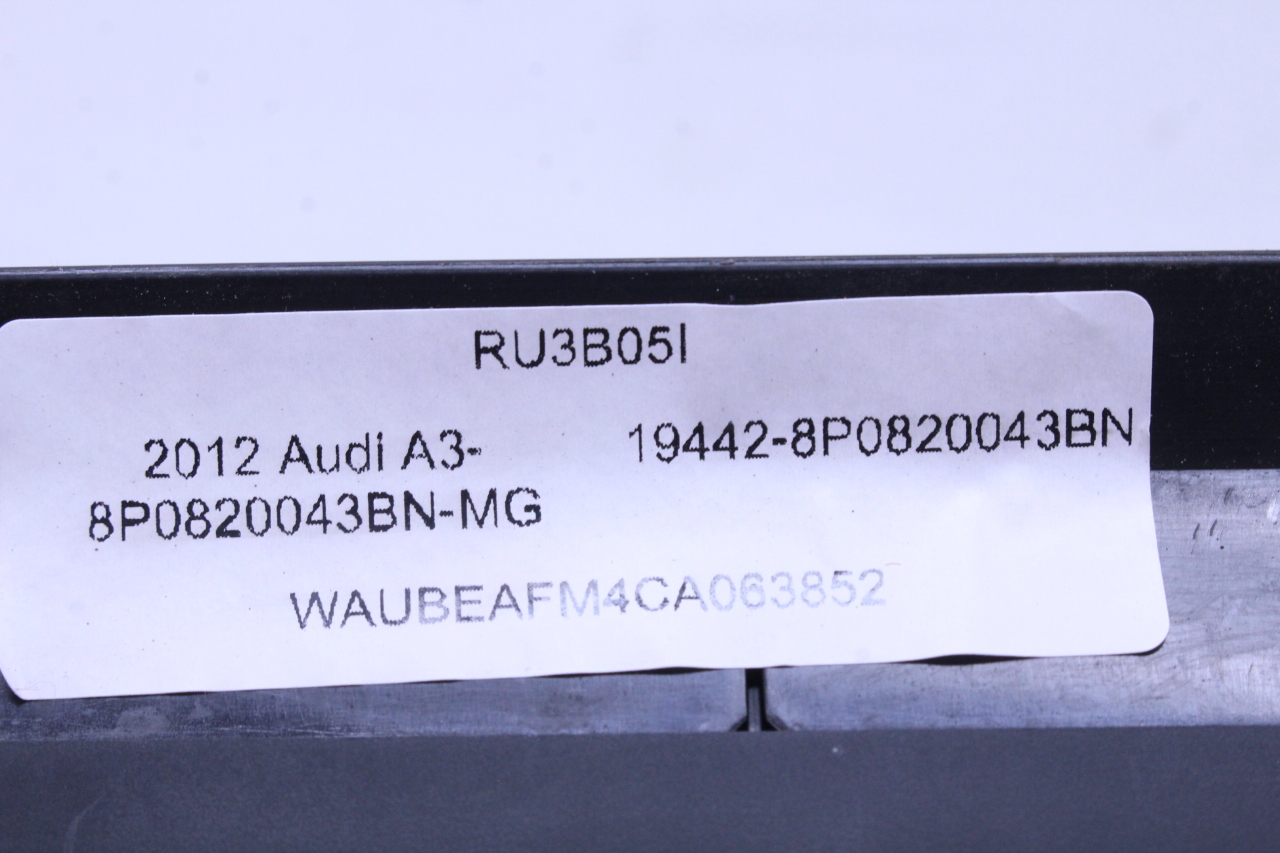 RU3B05I
2012 Audi A3- 19442-8P0820043BN
8P0820043BN-MG
WAUBEAFM4CA063852